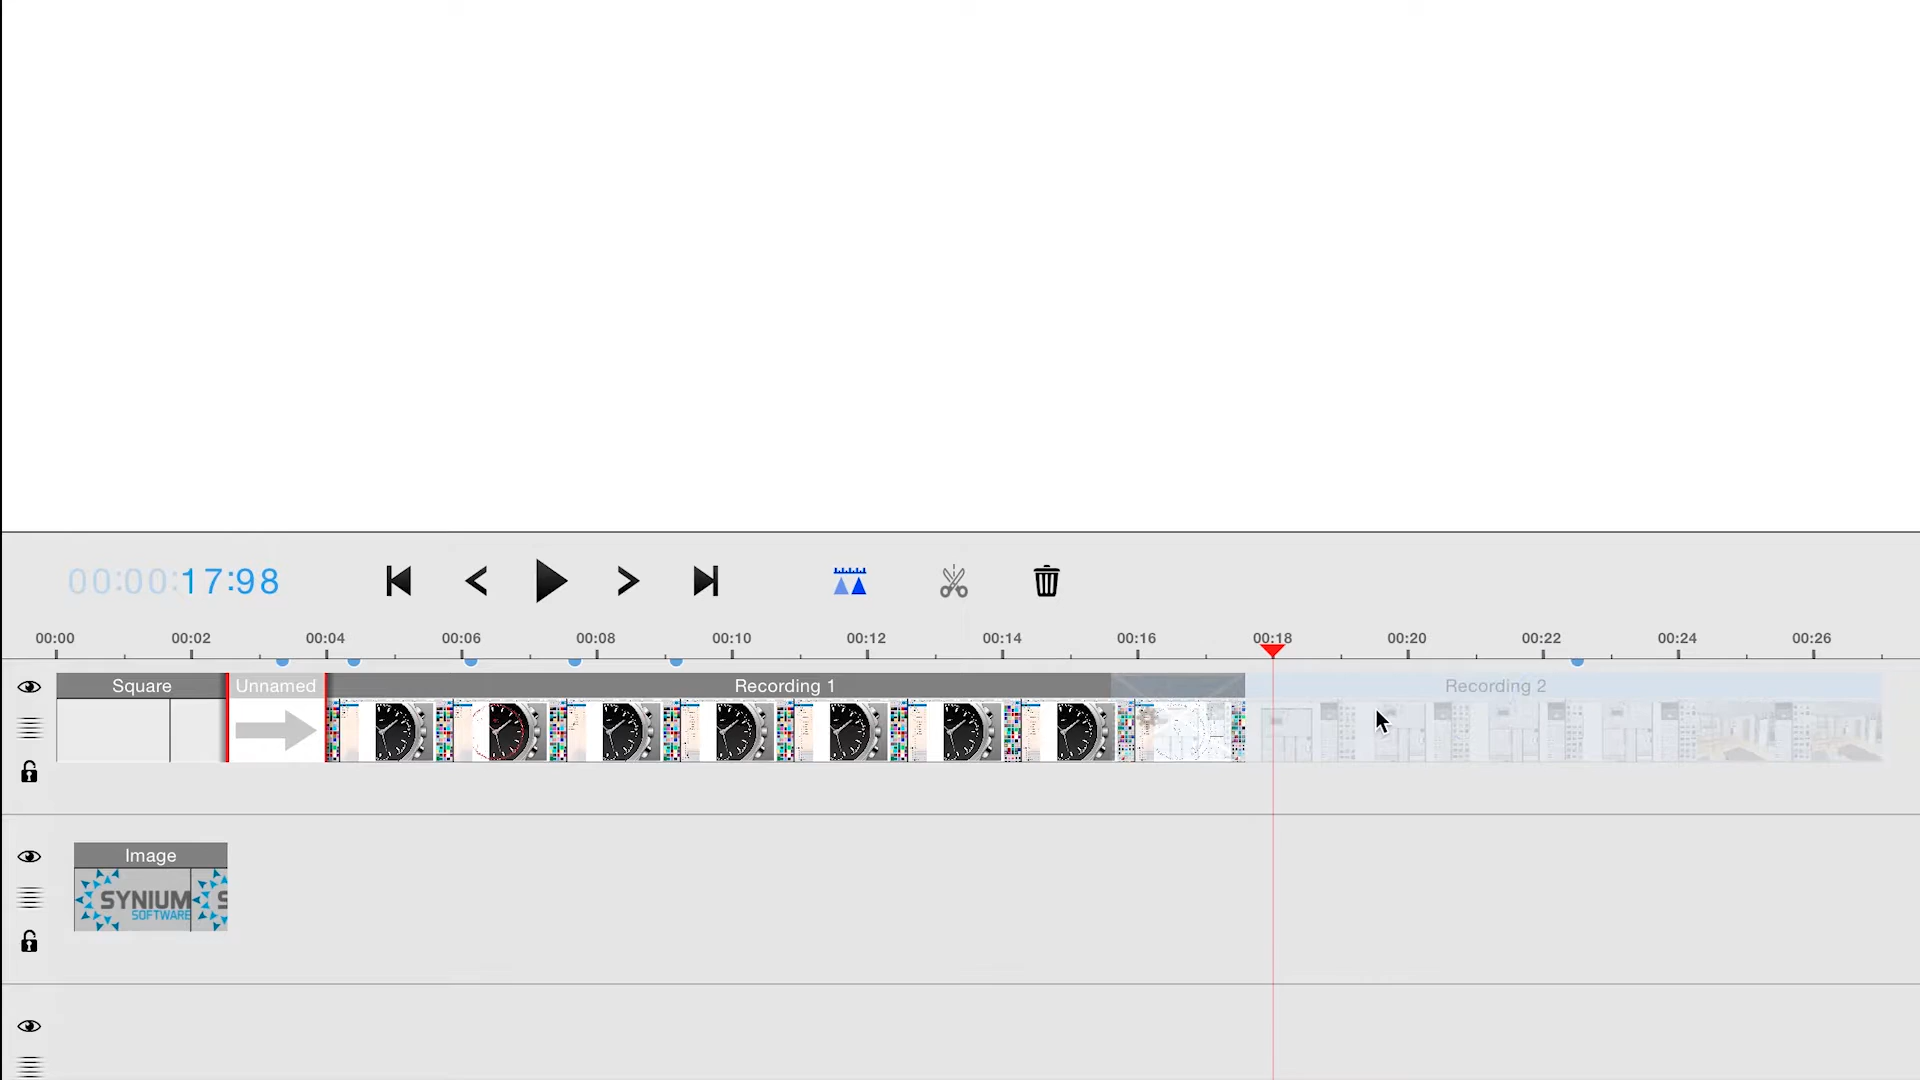 00:00:17:98
00:00 00:02 00:04 00:06 00:08 00:10 00:12 00:14 00:16 00:18 00:20 00:22 00:24 00:26
Square Unnamed Recording 1 Recording 2
Image
SYNIUM S
SOFTWARE